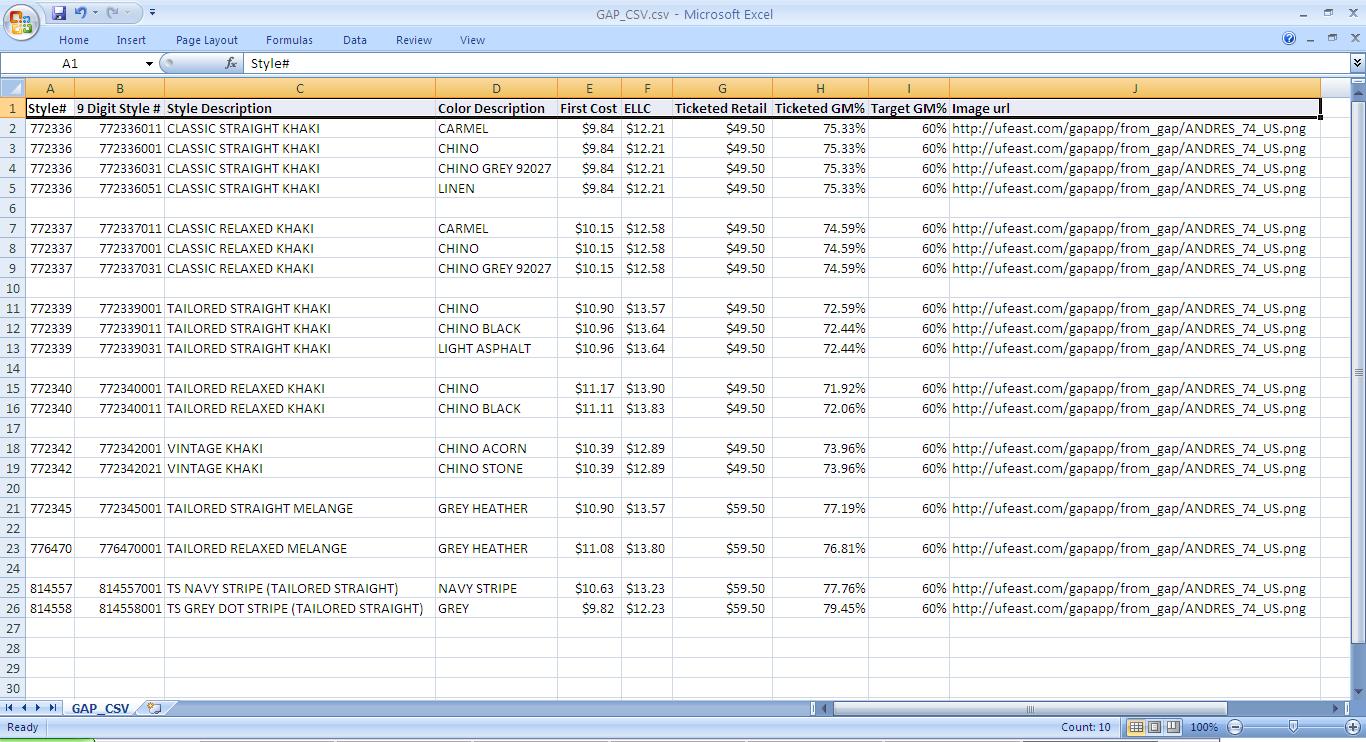 GAP_CSV.csv - Microsoft Excel
Home Insert Page Layout Formulas Data Review View
A1 fx Style#
A B C D E F G H I J
1 Style# 9 Digit Style # Style Description Color Description First Cost ELLC Ticketed Retail Ticketed GM% Target GM% Image url
2 772336 772336011 CLASSIC STRAIGHT KHAKI CARMEL $9.84 $12.21 $49.50 75.33% 60% http://ufeast.com/gapapp/from_gap/ANDRES_74_US.png
3 772336 772336001 CLASSIC STRAIGHT KHAKI CHINO $9.84 $12.21 $49.50 75.33% 60% http://ufeast.com/gapapp/from_gap/ANDRES_74_US.png
4 772336 772336031 CLASSIC STRAIGHT KHAKI CHINO GREY 92027 $9.84 $12.21 $49.50 75.33% 60% http://ufeast.com/gapapp/from_gap/ANDRES_74_US.png
5 772336 772336051 CLASSIC STRAIGHT KHAKI LINEN $9.84 $12.21 $49.50 75.33% 60% http://ufeast.com/gapapp/from_gap/ANDRES_74_US.png
6
7 772337 772337011 CLASSIC RELAXED KHAKI CARMEL $10.15 $12.58 $49.50 74.59% 60% http://ufeast.com/gapapp/from_gap/ANDRES_74_US.png
8 772337 772337001 CLASSIC RELAXED KHAKI CHINO $10.15 $12.58 $49.50 74.59% 60% http://ufeast.com/gapapp/from_gap/ANDRES_74_US.png
9 772337 772337031 CLASSIC RELAXED KHAKI CHINO GREY 92027 $10.15 $12.58 $49.50 74.59% 60% http://ufeast.com/gapapp/from_gap/ANDRES_74_US.png
10
11 772339 772339001 TAILORED STRAIGHT KHAKI CHINO $10.90 $13.57 $49.50 72.59% 60% http://ufeast.com/gapapp/from_gap/ANDRES_74_US.png
12 772339 772339011 TAILORED STRAIGHT KHAKI CHINO BLACK $10.96 $13.64 $49.50 72.44% 60% http://ufeast.com/gapapp/from_gap/ANDRES_74_US.png
13 772339 772339031 TAILORED STRAIGHT KHAKI LIGHT ASPHALT $10.96 $13.64 $49.50 72.44% 60% http://ufeast.com/gapapp/from_gap/ANDRES_74_US.png
14
15 772340 772340001 TAILORED RELAXED KHAKI CHINO $11.17 $13.90 $49.50 71.92% 60% http://ufeast.com/gapapp/from_gap/ANDRES_74_US.png
16 772340 772340011 TAILORED RELAXED KHAKI CHINO BLACK $11.11 $13.83 $49.50 72.06% 60% http://ufeast.com/gapapp/from_gap/ANDRES_74_US.png
17
18 772342 772342001 VINTAGE KHAKI CHINO ACORN $10.39 $12.89 $49.50 73.96% 60% http://ufeast.com/gapapp/from_gap/ANDRES_74_US.png
19 772342 772342021 VINTAGE KHAKI CHINO STONE $10.39 $12.89 $49.50 73.96% 60% http://ufeast.com/gapapp/from_gap/ANDRES_74_US.png
20
21 772345 772345001 TAILORED STRAIGHT MELANGE GREY HEATHER $10.90 $13.57 $59.50 77.19% 60% http://ufeast.com/gapapp/from_gap/ANDRES_74_US.png
22
23 776470 776470001 TAILORED RELAXED MELANGE GREY HEATHER $11.08 $13.80 $59.50 76.81% 60% http://ufeast.com/gapapp/from_gap/ANDRES_74_US.png
24
25 814557 814557001 TS NAVY STRIPE (TAILORED STRAIGHT) NAVY STRIPE $10.63 $13.23 $59.50 77.76% 60% http://ufeast.com/gapapp/from_gap/ANDRES_74_US.png
26 814558 814558001 TS GREY DOT STRIPE (TAILORED STRAIGHT) GREY $9.82 $12.23 $59.50 79.45% 60% http://ufeast.com/gapapp/from_gap/ANDRES_74_US.png
27
28
29
30
GAP_CSV
Ready Count: 10 100%